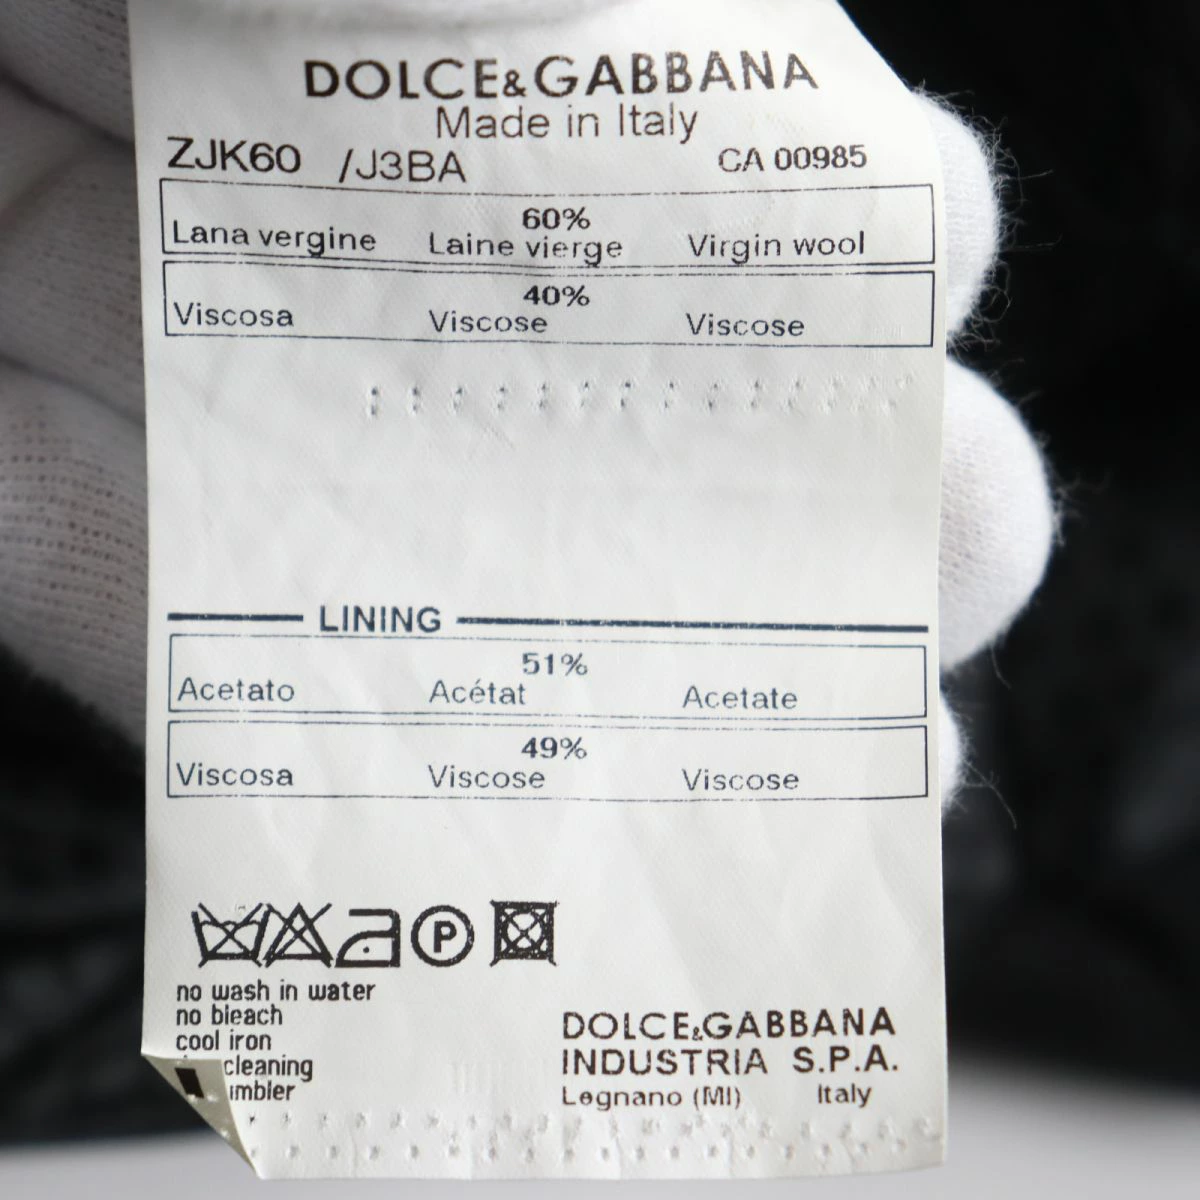 DOLCE&GABBANA
Made in Italy
ZJK60 /J3BA CA 00985
60%
Lana vergine Laine vierge Virgin wool
40%
Viscosa Viscose Viscose
LINING
51%
Acetato Acétat Acetate
49%
Viscosa Viscose Viscose
P
no wash in water
no bleach
cool iron
cleaning
DOLCE&GABBANA
INDUSTRIA S.P.A.
Legnano (MI) Italy